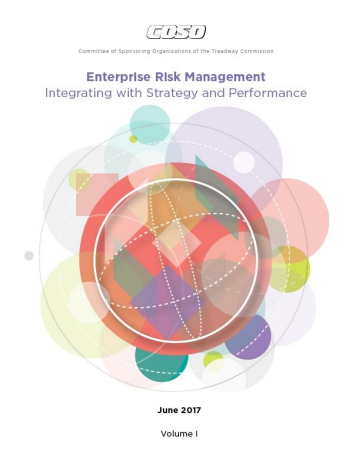 COSO
Committee of Sponsoring Organizations of the Treadway Commission
Enterprise Risk Management
Integrating with Strategy and Performance
June 2017
Volume I